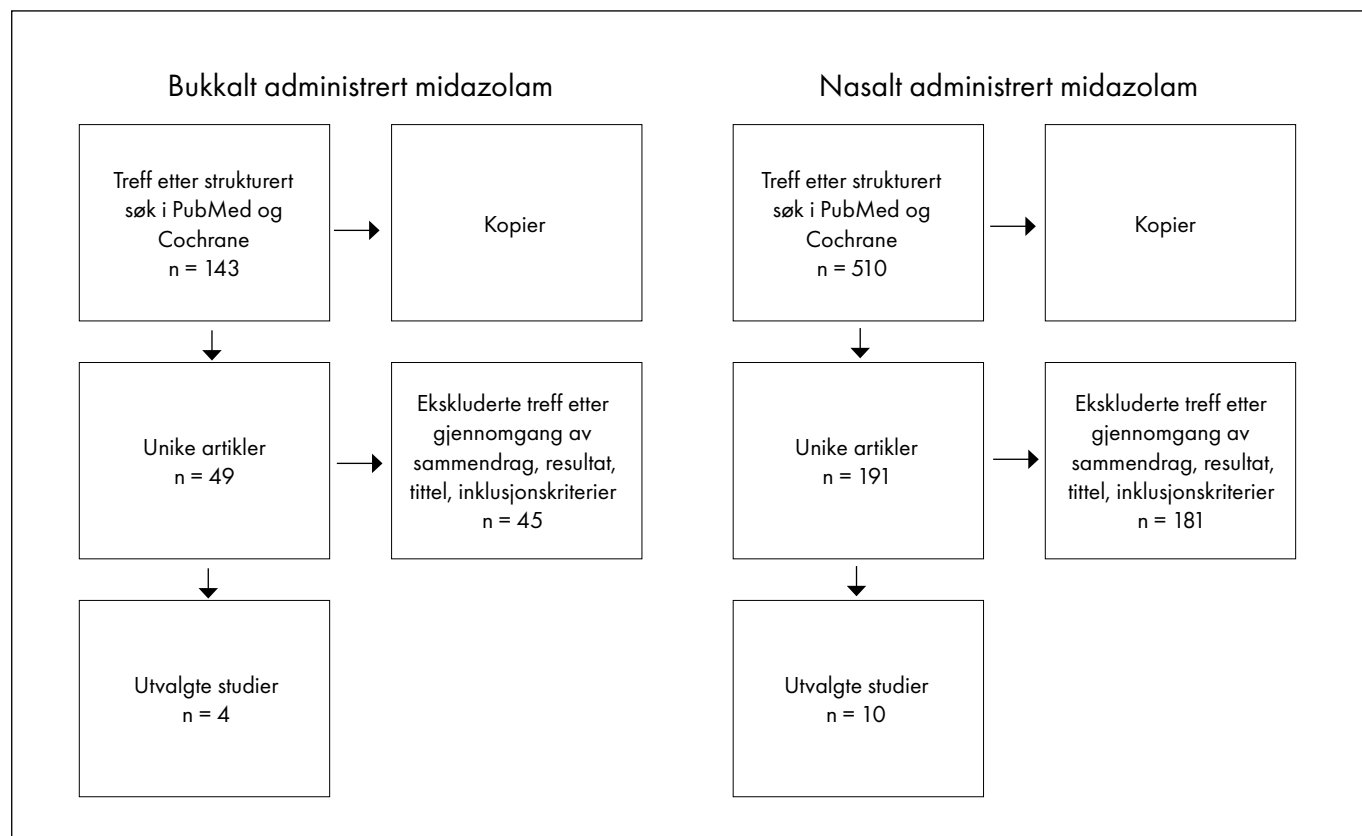 Bukkalt administrert midazolam
Treff etter strukturert
søk i PubMed og
Cochrane
n = 143
Kopier
Unike artikler
n = 49
Ekskluderte treff etter
gjennomgang av
sammendrag, resultat,
tittel, inklusjonskriterier
n = 45
Utvalgte studier
n = 4
Nasalt administrert midazolam
Treff etter strukturert
søk i PubMed og
Cochrane
n = 510
Kopier
Unike artikler
n = 191
Ekskluderte treff etter
gjennomgang av
sammendrag, resultat,
tittel, inklusjonskriterier
n = 181
Utvalgte studier
n = 10